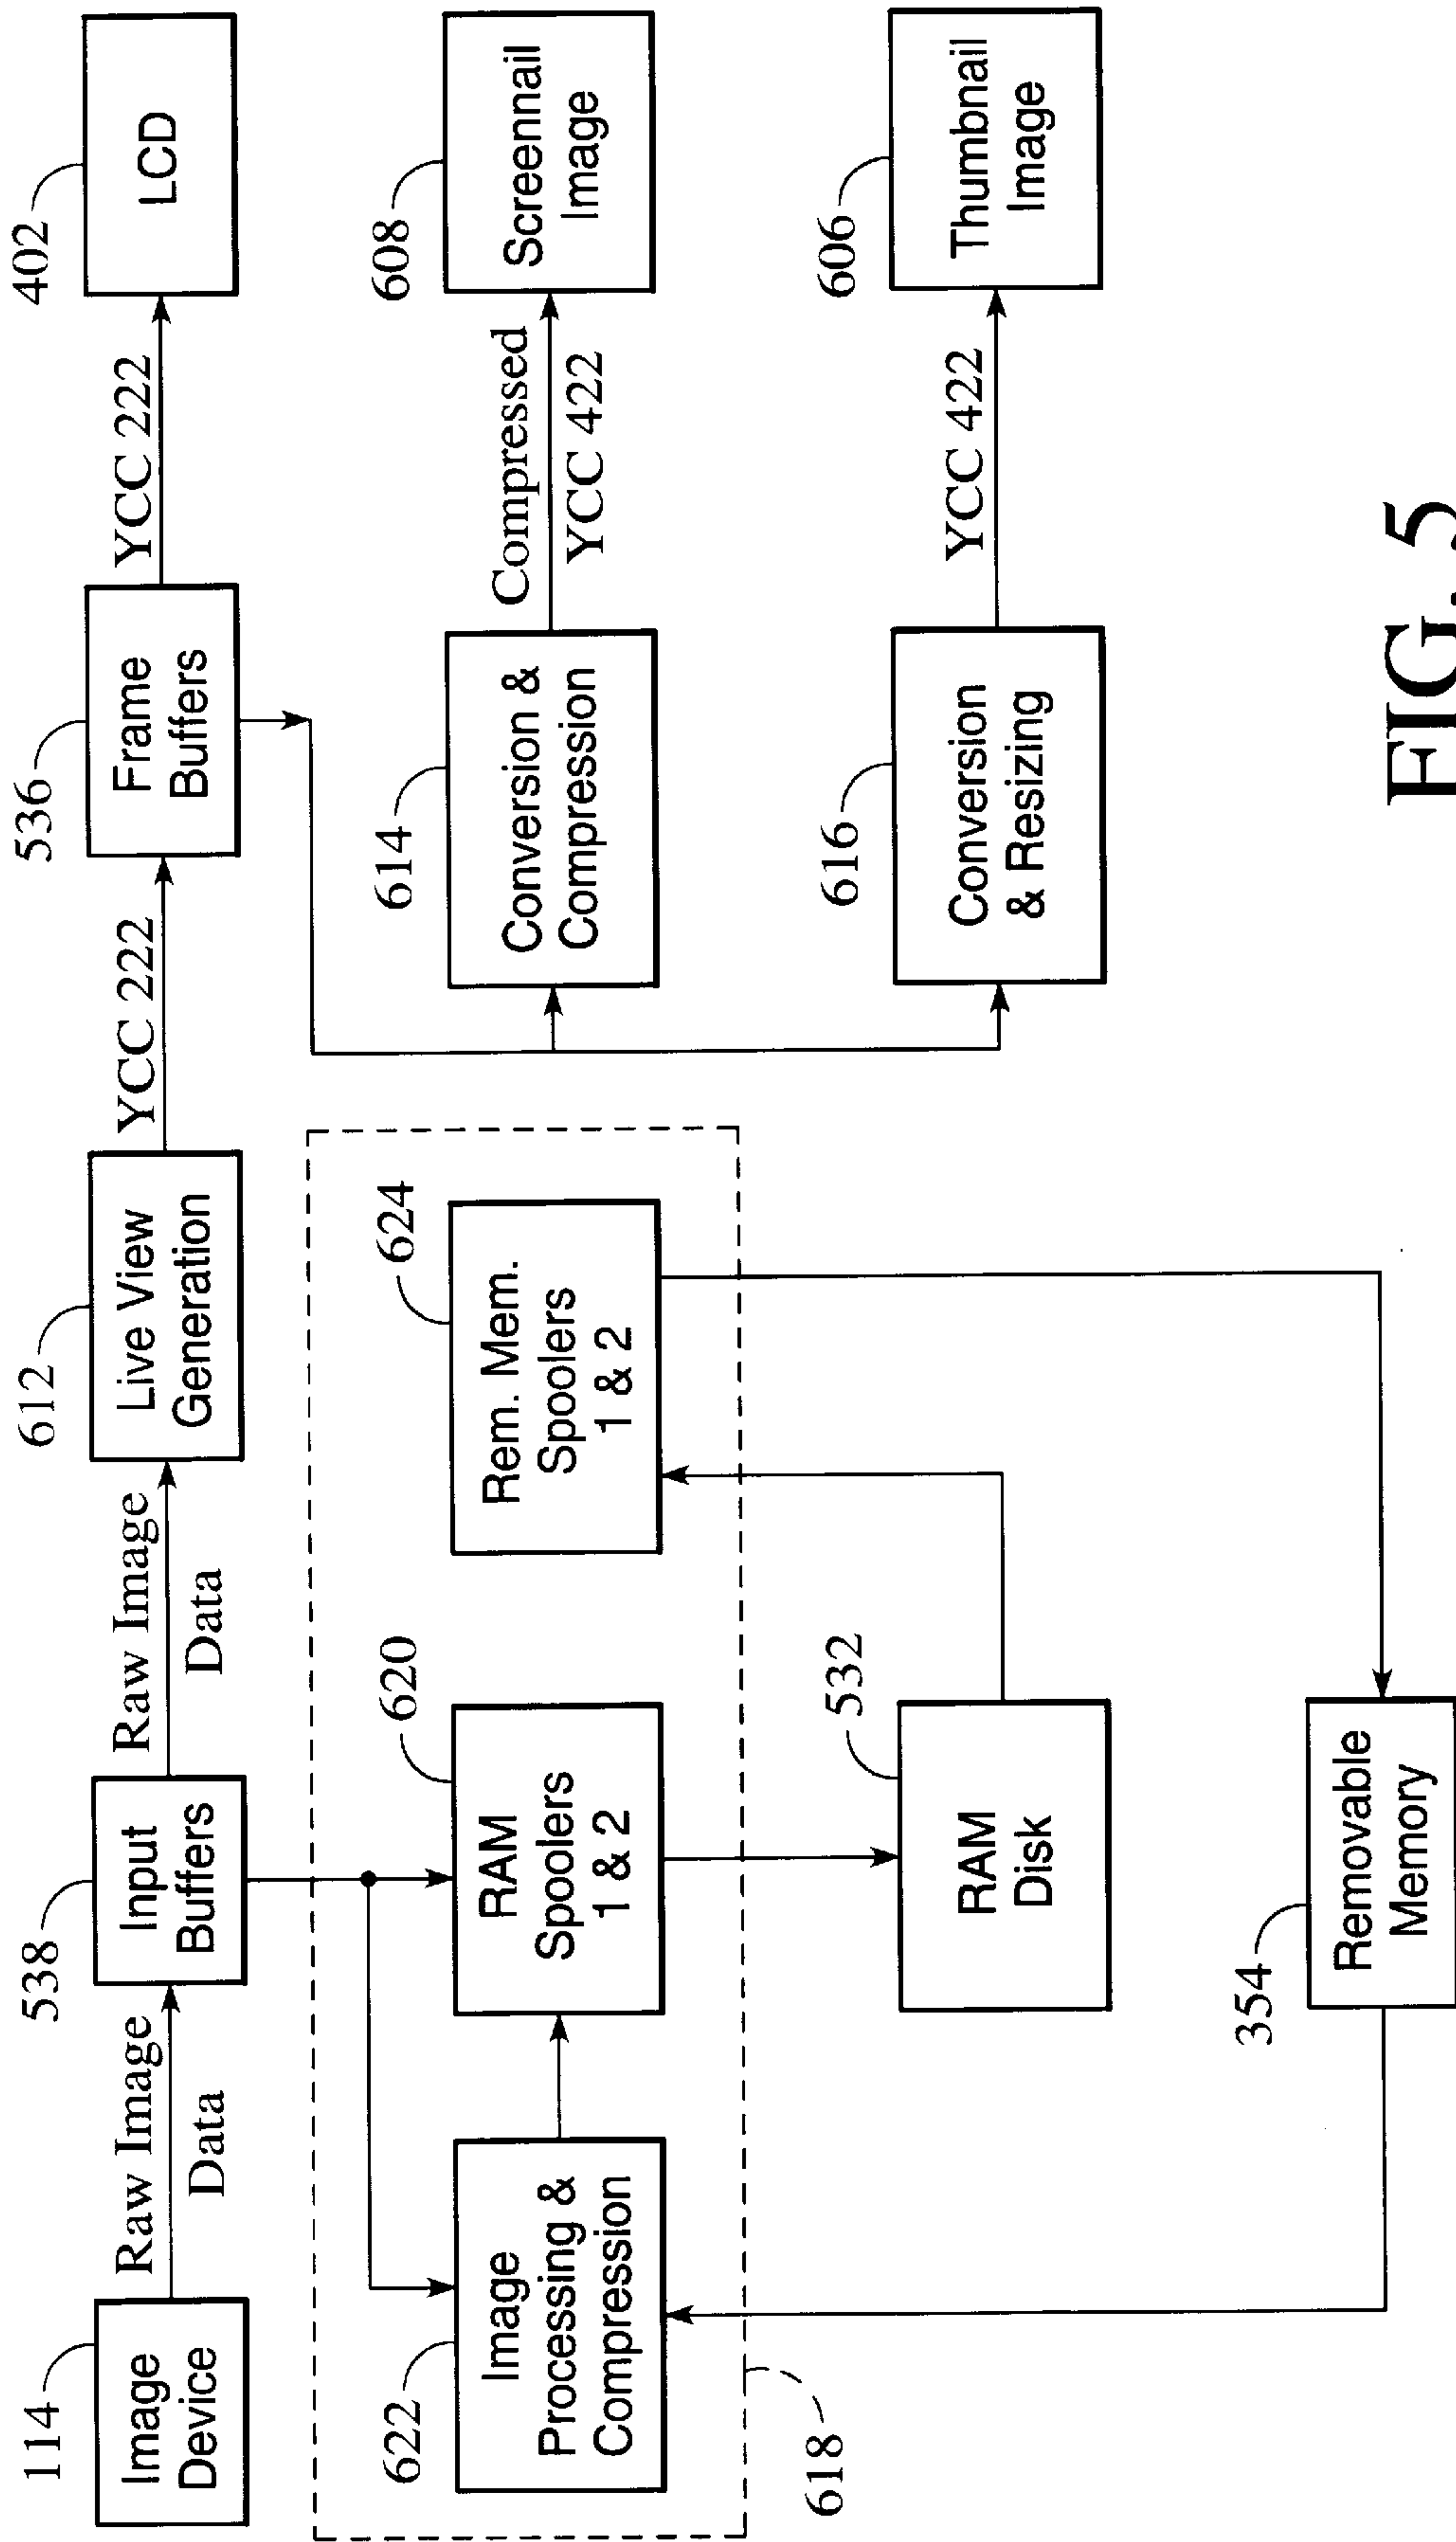 114
Image
Device
Raw Image
Data
538
Input
Buffers
Raw Image
Data
612
Live View
Generation
YCC 222
536
Frame
Buffers
YCC 222
402
LCD
622
Image
Processing &
Compression
620
RAM
Spoolers
1 & 2
624
Rem. Mem.
Spoolers
1 & 2
614
Conversion &
Compression
Compressed
YCC 422
608
Screennail
Image
618
532
RAM
Disk
616
Conversion
& Resizing
YCC 422
606
Thumbnail
Image
354
Removable
Memory
FIG. 5